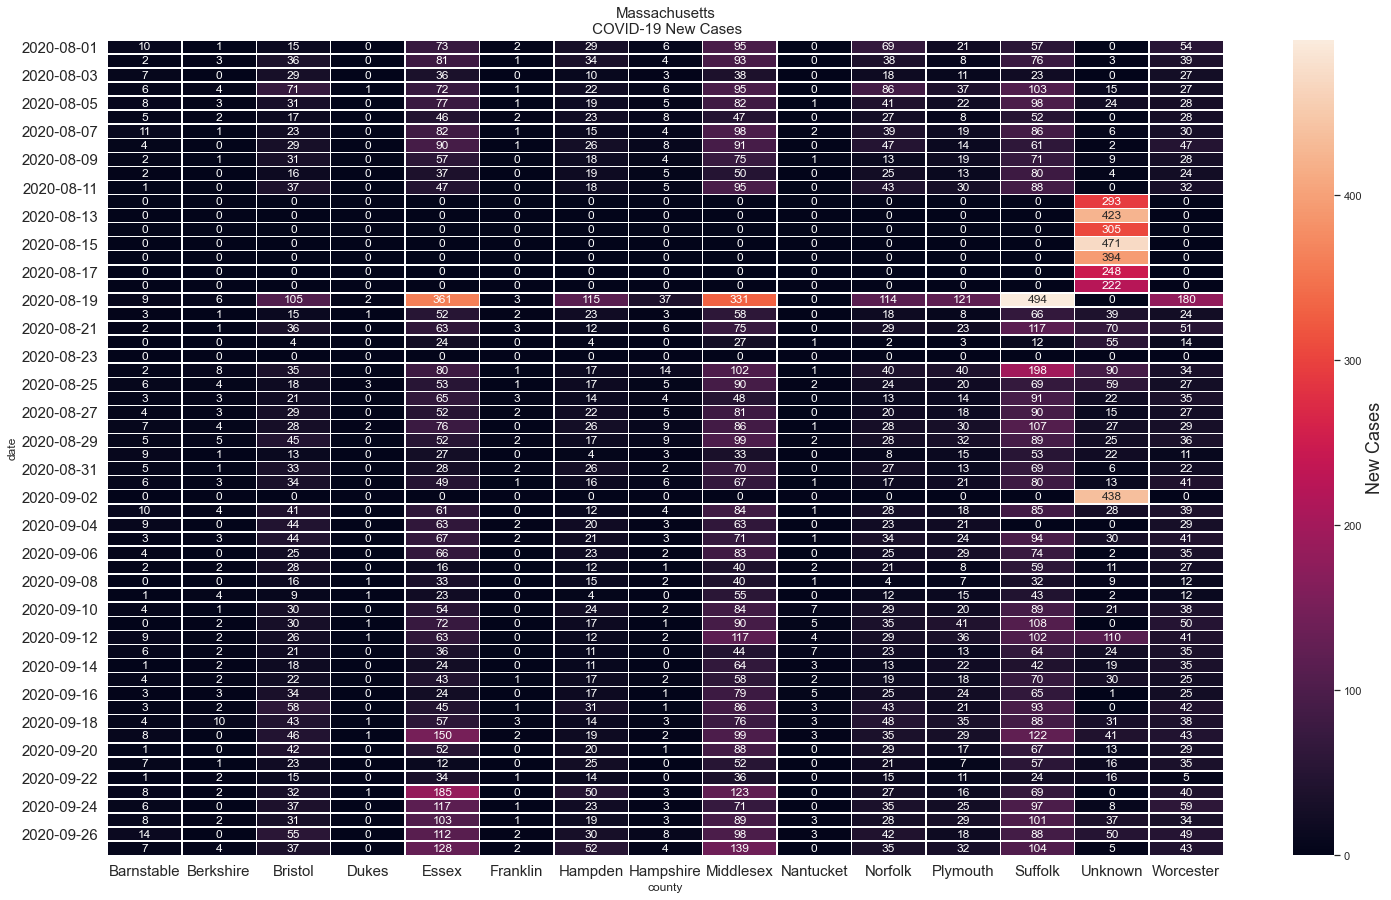 Massachusetts
COVID-19 New Cases
2020-08-01 10 1 15 0 73 2 29 6 95 0 69 21 57 0 54
2 3 36 0 81 1 34 4 93 0 38 8 76 3 39
2020-08-03 7 0 29 0 36 0 10 3 38 0 18 11 23 0 27
6 4 71 1 72 1 22 6 95 0 86 37 103 15 27
2020-08-05 8 3 31 0 77 1 19 5 82 1 41 22 98 24 28
5 2 17 0 46 2 23 8 47 0 27 8 52 0 28
2020-08-07 11 1 23 0 82 1 15 4 98 2 39 19 86 6 30
4 0 29 0 90 1 26 8 91 0 47 14 61 2 47
2020-08-09 2 1 31 0 57 0 18 4 75 1 13 19 71 9 28
2 0 16 0 37 0 19 5 50 0 25 13 80 4 24
2020-08-11 1 0 37 0 47 0 18 5 95 0 43 30 88 0 32
0 0 0 0 0 0 0 0 0 0 0 0 0 293 0
2020-08-13 0 0 0 0 0 0 0 0 0 0 0 0 0 423 0
0 0 0 0 0 0 0 0 0 0 0 0 0 305 0
2020-08-15 0 0 0 0 0 0 0 0 0 0 0 0 0 471 0
0 0 0 0 0 0 0 0 0 0 0 0 0 394 0
2020-08-17 0 0 0 0 0 0 0 0 0 0 0 0 0 248 0
0 0 0 0 0 0 0 0 0 0 0 0 0 222 0
2020-08-19 9 6 105 2 361 3 115 37 331 0 114 121 494 0 180
3 1 15 1 52 2 23 3 58 0 18 8 66 39 24
2020-08-21 2 1 36 0 63 3 12 6 75 0 29 23 117 70 51
0 0 4 0 24 0 4 0 27 1 2 3 12 55 14
2020-08-23 0 0 0 0 0 0 0 0 0 0 0 0 0 0 0
2 8 35 0 80 1 17 14 102 1 40 40 198 90 34
2020-08-25 6 4 18 3 53 1 17 5 90 2 24 20 69 59 27
3 3 21 0 65 3 14 4 48 0 13 14 91 22 35
2020-08-27 4 3 29 0 52 2 22 5 81 0 20 18 90 15 27
7 4 28 2 76 0 26 9 86 1 28 30 107 27 29
2020-08-29 5 5 45 0 52 2 17 9 99 2 28 32 89 25 36
9 1 13 0 27 0 4 3 33 0 8 15 53 22 11
2020-08-31 5 1 33 0 28 2 26 2 70 0 27 13 69 6 22
6 3 34 0 49 1 16 6 67 1 17 21 80 13 41
2020-09-02 0 0 0 0 0 0 0 0 0 0 0 0 0 438 0
10 4 41 0 61 0 12 4 84 1 28 18 85 28 39
2020-09-04 9 0 44 0 63 2 20 3 63 0 23 21 0 0 29
3 3 44 0 67 2 21 3 71 1 34 24 94 30 41
2020-09-06 4 0 25 0 66 0 23 2 83 0 25 29 74 2 35
2 2 28 0 16 0 12 1 40 2 21 8 59 11 27
2020-09-08 0 0 16 1 33 0 15 2 40 1 4 7 32 9 12
1 4 9 1 23 0 4 0 55 0 12 15 43 2 12
2020-09-10 4 1 30 0 54 0 24 2 84 7 29 20 89 21 38
0 2 30 1 72 0 17 1 90 5 35 41 108 0 50
2020-09-12 9 2 26 1 63 0 12 2 117 4 29 36 102 110 41
6 2 21 0 36 0 11 0 44 7 23 13 64 24 35
2020-09-14 1 2 18 0 24 0 11 0 64 3 13 22 42 19 35
4 2 22 0 43 1 17 2 58 2 19 18 70 30 25
2020-09-16 3 3 34 0 24 0 17 1 79 5 25 24 65 1 25
3 2 58 0 45 1 31 1 86 3 43 21 93 0 42
2020-09-18 4 10 43 1 57 3 14 3 76 3 48 35 88 31 38
8 0 46 1 150 2 19 2 99 3 35 29 122 41 43
2020-09-20 1 0 42 0 52 0 20 1 88 0 29 17 67 13 29
7 1 23 0 12 0 25 0 52 0 21 7 57 16 35
2020-09-22 1 2 15 0 34 1 14 0 36 0 15 11 24 16 5
8 2 32 1 185 0 50 3 123 0 27 16 69 0 40
2020-09-24 6 0 37 0 117 1 23 3 71 0 35 25 97 8 59
8 2 31 0 103 1 19 3 89 3 28 29 101 37 34
2020-09-26 14 0 55 0 112 2 30 8 98 3 42 18 88 50 49
7 4 37 0 128 2 52 4 139 0 35 32 104 5 43
Barnstable Berkshire Bristol Dukes Essex Franklin Hampden Hampshire Middlesex Nantucket Norfolk Plymouth Suffolk Unknown Worcester
county
date
400
300
200
100
0
New Cases